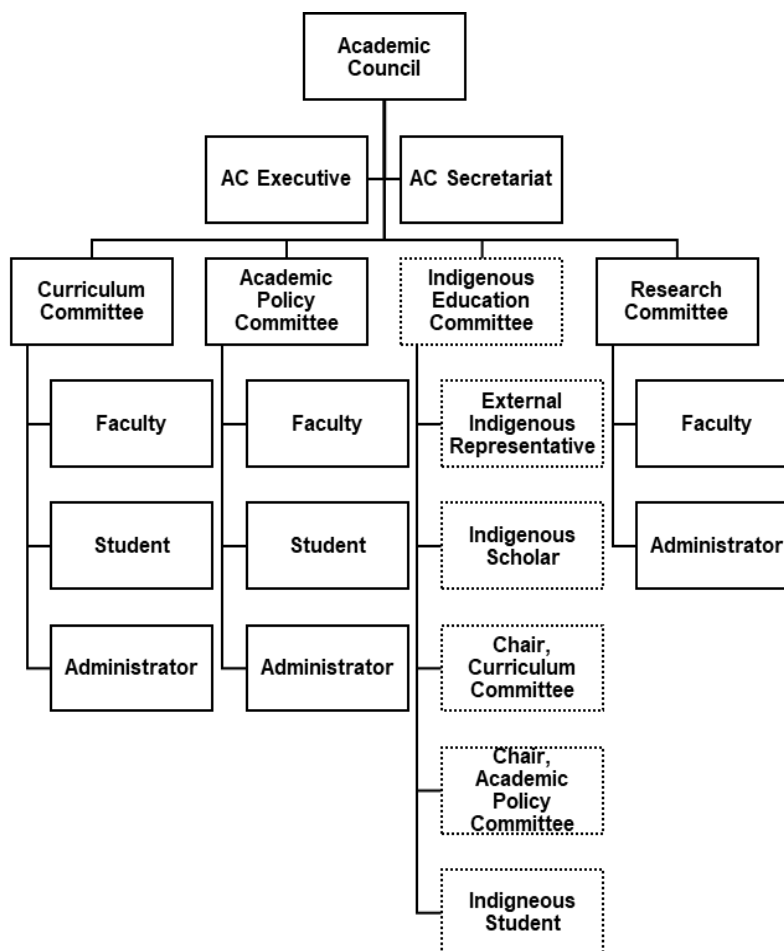 Academic
Council
AC Executive
AC Secretariat
Curriculum
Committee
Academic
Policy
Committee
Indigenous
Education
Committee
Research
Committee
Faculty
Faculty
External
Indigenous
Representative
Faculty
Student
Student
Indigenous
Scholar
Administrator
Administrator
Administrator
Chair,
Curriculum
Committee
Chair,
Academic
Policy
Committee
Indigneous
Student